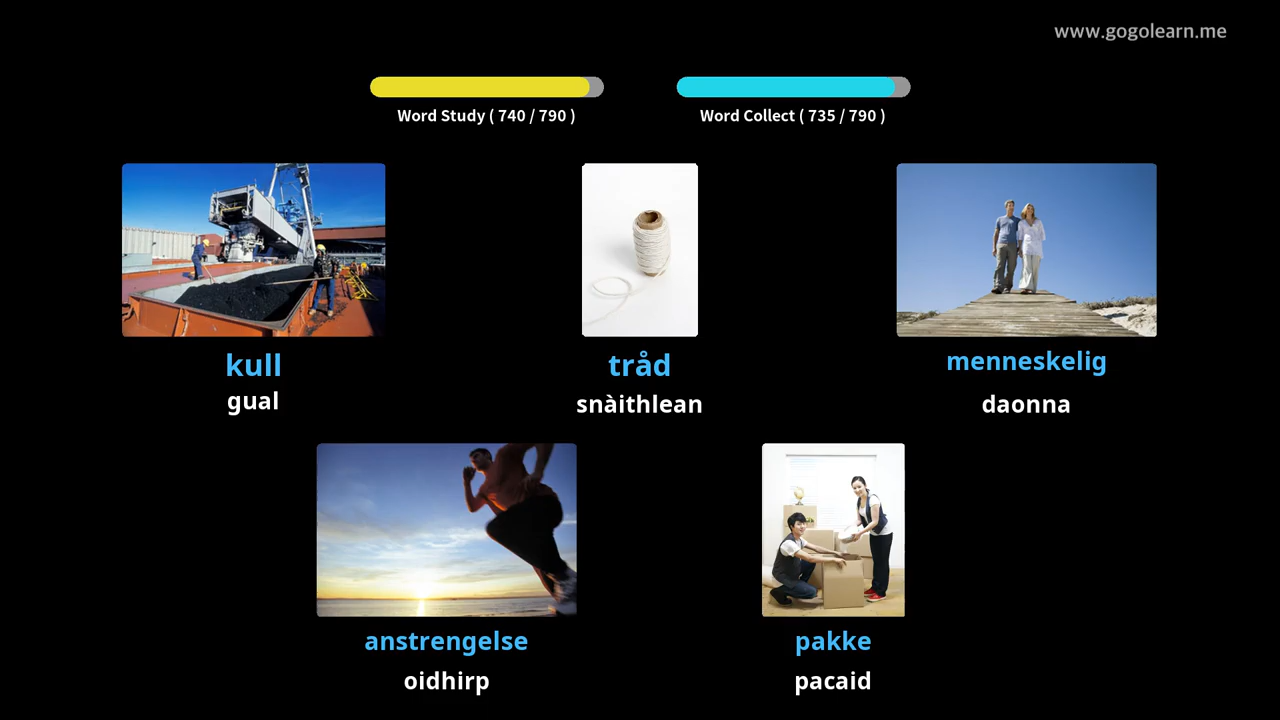 www.gogolearn.me
Word Study ( 740 / 790 )
Word Collect ( 735 / 790 )
kull
gual
tråd
snàithlean
menneskelig
daonna
anstrengelse
oidhirp
pakke
pacaid